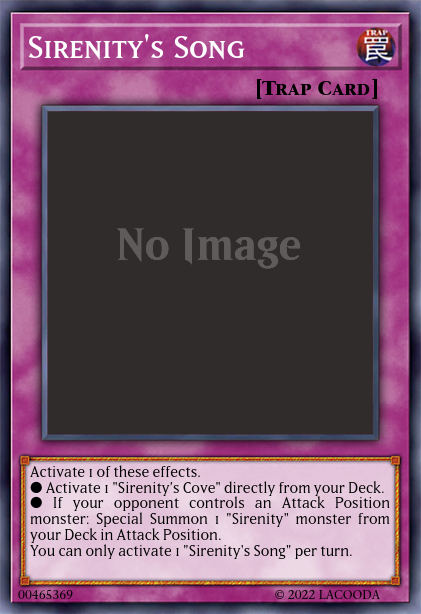 Sirenity's Song
TRAP
罠
[Trap Card]
No Image
Activate 1 of these effects.
● Activate 1 "Sirenity's Cove" directly from your Deck.
● If your opponent controls an Attack Position
monster: Special Summon 1 "Sirenity" monster from
your Deck in Attack Position.
You can only activate 1 "Sirenity's Song" per turn.
00465369
© 2022 LACOODA